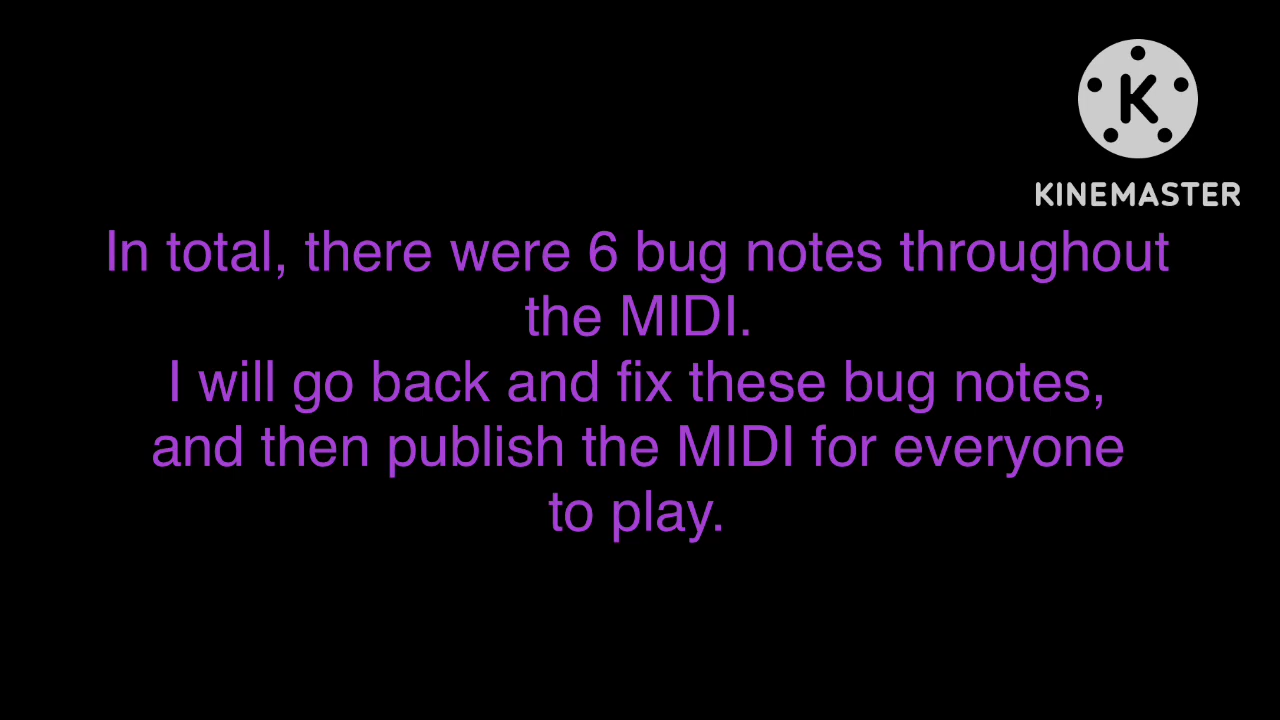 K
KINEMASTER
In total, there were 6 bug notes throughout
the MIDI.
I will go back and fix these bug notes,
and then publish the MIDI for everyone
to play.